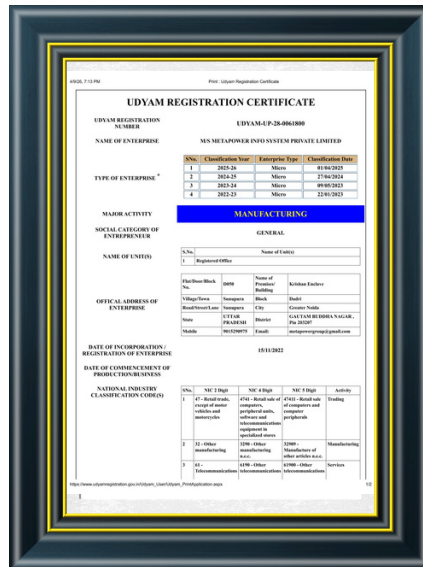 4/9/26, 7:13 PM Print : Udyam Registration Certificate
UDYAM REGISTRATION CERTIFICATE
UDYAM REGISTRATION NUMBER UDYAM-UP-28-0061800
NAME OF ENTERPRISE M/S METAPOWER INFO SYSTEM PRIVATE LIMITED
TYPE OF ENTERPRISE *
SNo. Classification Year Enterprise Type Classification Date
1 2025-26 Micro 01/04/2025
2 2024-25 Micro 27/04/2024
3 2023-24 Micro 09/05/2023
4 2022-23 Micro 22/01/2023
MAJOR ACTIVITY MANUFACTURING
SOCIAL CATEGORY OF ENTREPRENEUR GENERAL
NAME OF UNIT(S)
S.No. Name of Unit(s)
1 Registered Office
OFFICAL ADDRESS OF ENTERPRISE
Flat/Door/Block No. D050 Name of Premises/ Building Krishan Enclave
Village/Town Sunupura Block Dadri
Road/Street/Lane Sunupura City Greater Noida
State UTTAR PRADESH District GAUTAM BUDDHA NAGAR , Pin 203207
Mobile 9015290975 Email: metapowergroup@gmail.com
DATE OF INCORPORATION / REGISTRATION OF ENTERPRISE 15/11/2022
DATE OF COMMENCEMENT OF PRODUCTION/BUSINESS
NATIONAL INDUSTRY CLASSIFICATION CODE(S)
SNo. NIC 2 Digit NIC 4 Digit NIC 5 Digit Activity
1 47 - Retail trade, except of motor vehicles and motorcycles 4741 - Retail sale of computers, peripheral units, software and telecommunications equipment in specialized stores 47411 - Retail sale of computers and computer peripherals Trading
2 32 - Other manufacturing 3290 - Other manufacturing n.e.c. 32909 - Manufacture of other articles n.e.c. Manufacturing
3 61 - Telecommunications 6190 - Other telecommunications 61900 - Other telecommunications Services
https://www.udyamregistration.gov.in/Udyam_User/Udyam_PrintApplication.aspx 1/2